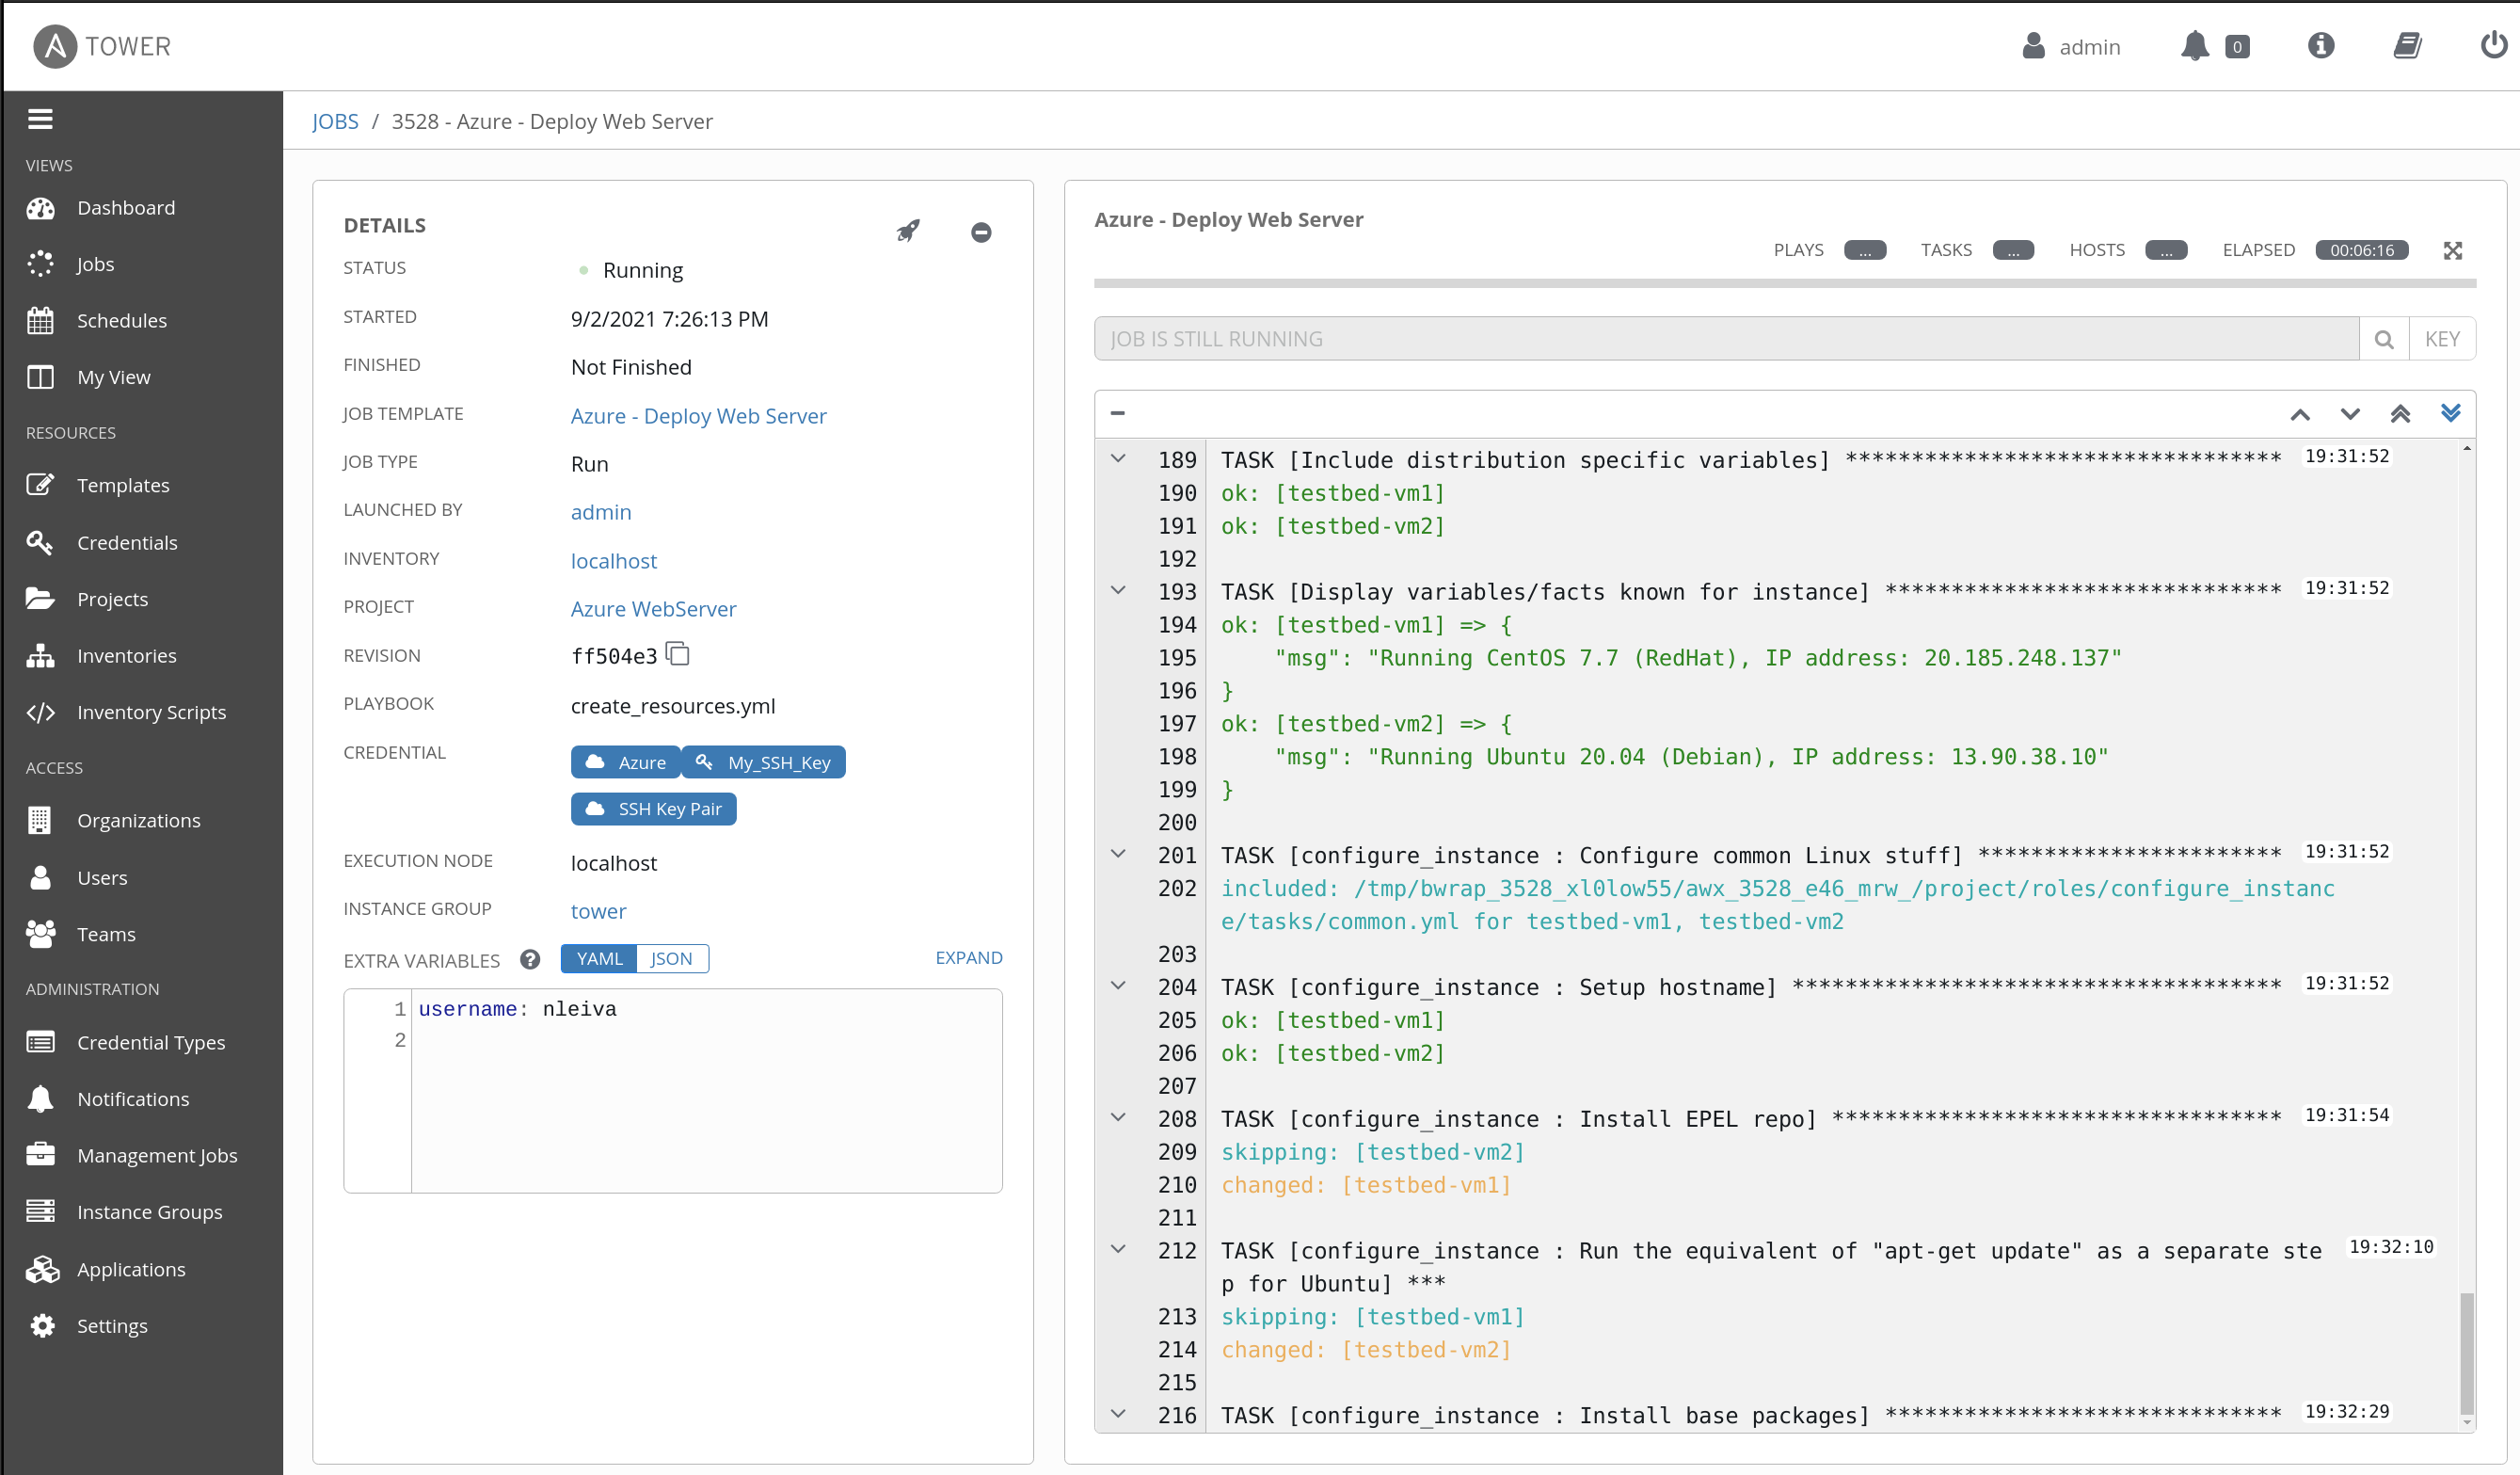 TOWER
admin
0
JOBS / 3528 - Azure - Deploy Web Server
VIEWS
Dashboard
Jobs
Schedules
My View
RESOURCES
Templates
Credentials
Projects
Inventories
Inventory Scripts
ACCESS
Organizations
Users
Teams
ADMINISTRATION
Credential Types
Notifications
Management Jobs
Instance Groups
Applications
Settings
DETAILS
STATUS Running
STARTED 9/2/2021 7:26:13 PM
FINISHED Not Finished
JOB TEMPLATE Azure - Deploy Web Server
JOB TYPE Run
LAUNCHED BY admin
INVENTORY localhost
PROJECT Azure WebServer
REVISION ff504e3
PLAYBOOK create_resources.yml
CREDENTIAL Azure My_SSH_Key
SSH Key Pair
EXECUTION NODE localhost
INSTANCE GROUP tower
EXTRA VARIABLES ? YAML JSON EXPAND
1 username: nleiva
2
Azure - Deploy Web Server
PLAYS ... TASKS ... HOSTS ... ELAPSED 00:06:16
JOB IS STILL RUNNING KEY
189 TASK [Include distribution specific variables] ********************************* 19:31:52
190 ok: [testbed-vm1]
191 ok: [testbed-vm2]
192
193 TASK [Display variables/facts known for instance] ****************************** 19:31:52
194 ok: [testbed-vm1] => {
195 "msg": "Running CentOS 7.7 (RedHat), IP address: 20.185.248.137"
196 }
197 ok: [testbed-vm2] => {
198 "msg": "Running Ubuntu 20.04 (Debian), IP address: 13.90.38.10"
199 }
200
201 TASK [configure_instance : Configure common Linux stuff] *********************** 19:31:52
202 included: /tmp/bwrap_3528_xl0low55/awx_3528_e46_mrw_/project/roles/configure_instanc
e/tasks/common.yml for testbed-vm1, testbed-vm2
203
204 TASK [configure_instance : Setup hostname] ************************************* 19:31:52
205 ok: [testbed-vm1]
206 ok: [testbed-vm2]
207
208 TASK [configure_instance : Install EPEL repo] ********************************** 19:31:54
209 skipping: [testbed-vm2]
210 changed: [testbed-vm1]
211
212 TASK [configure_instance : Run the equivalent of "apt-get update" as a separate ste 19:32:10
p for Ubuntu] ***
213 skipping: [testbed-vm1]
214 changed: [testbed-vm2]
215
216 TASK [configure_instance : Install base packages] ****************************** 19:32:29